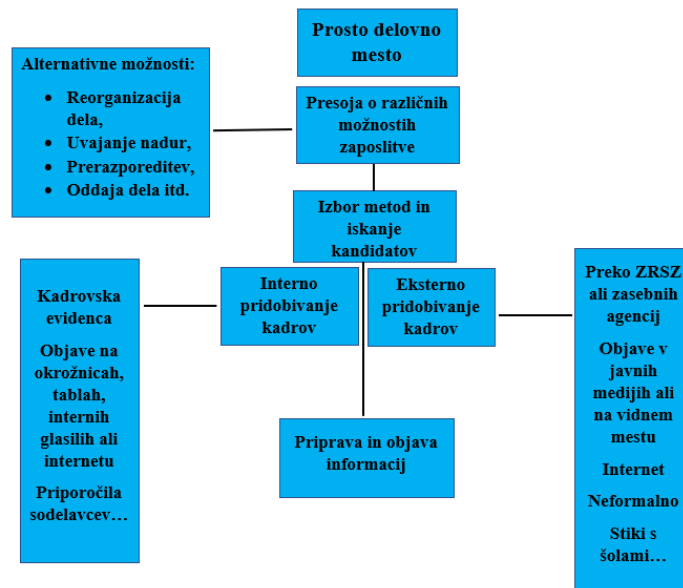 Prosto delovno
mesto
Alternativne možnosti:
• Reorganizacija
dela,
• Uvajanje nadur,
• Prerazporeditev,
• Oddaja dela itd.
Presoja o različnih
možnostih
zaposlitve
Izbor metod in
iskanje
kandidatov
Interno
pridobivanje
kadrov
Eksterno
pridobivanje
kadrov
Kadrovska
evidenca
Objave na
okrožnicah,
tablah,
internih
glasilih ali
internetu
Priporočila
sodelavcev…
Preko ZRSZ
ali zasebnih
agencij
Objave v
javnih
medijih ali
na vidnem
mestu
Internet
Neformalno
Stiki s
šolami…
Priprava in objava
informacij